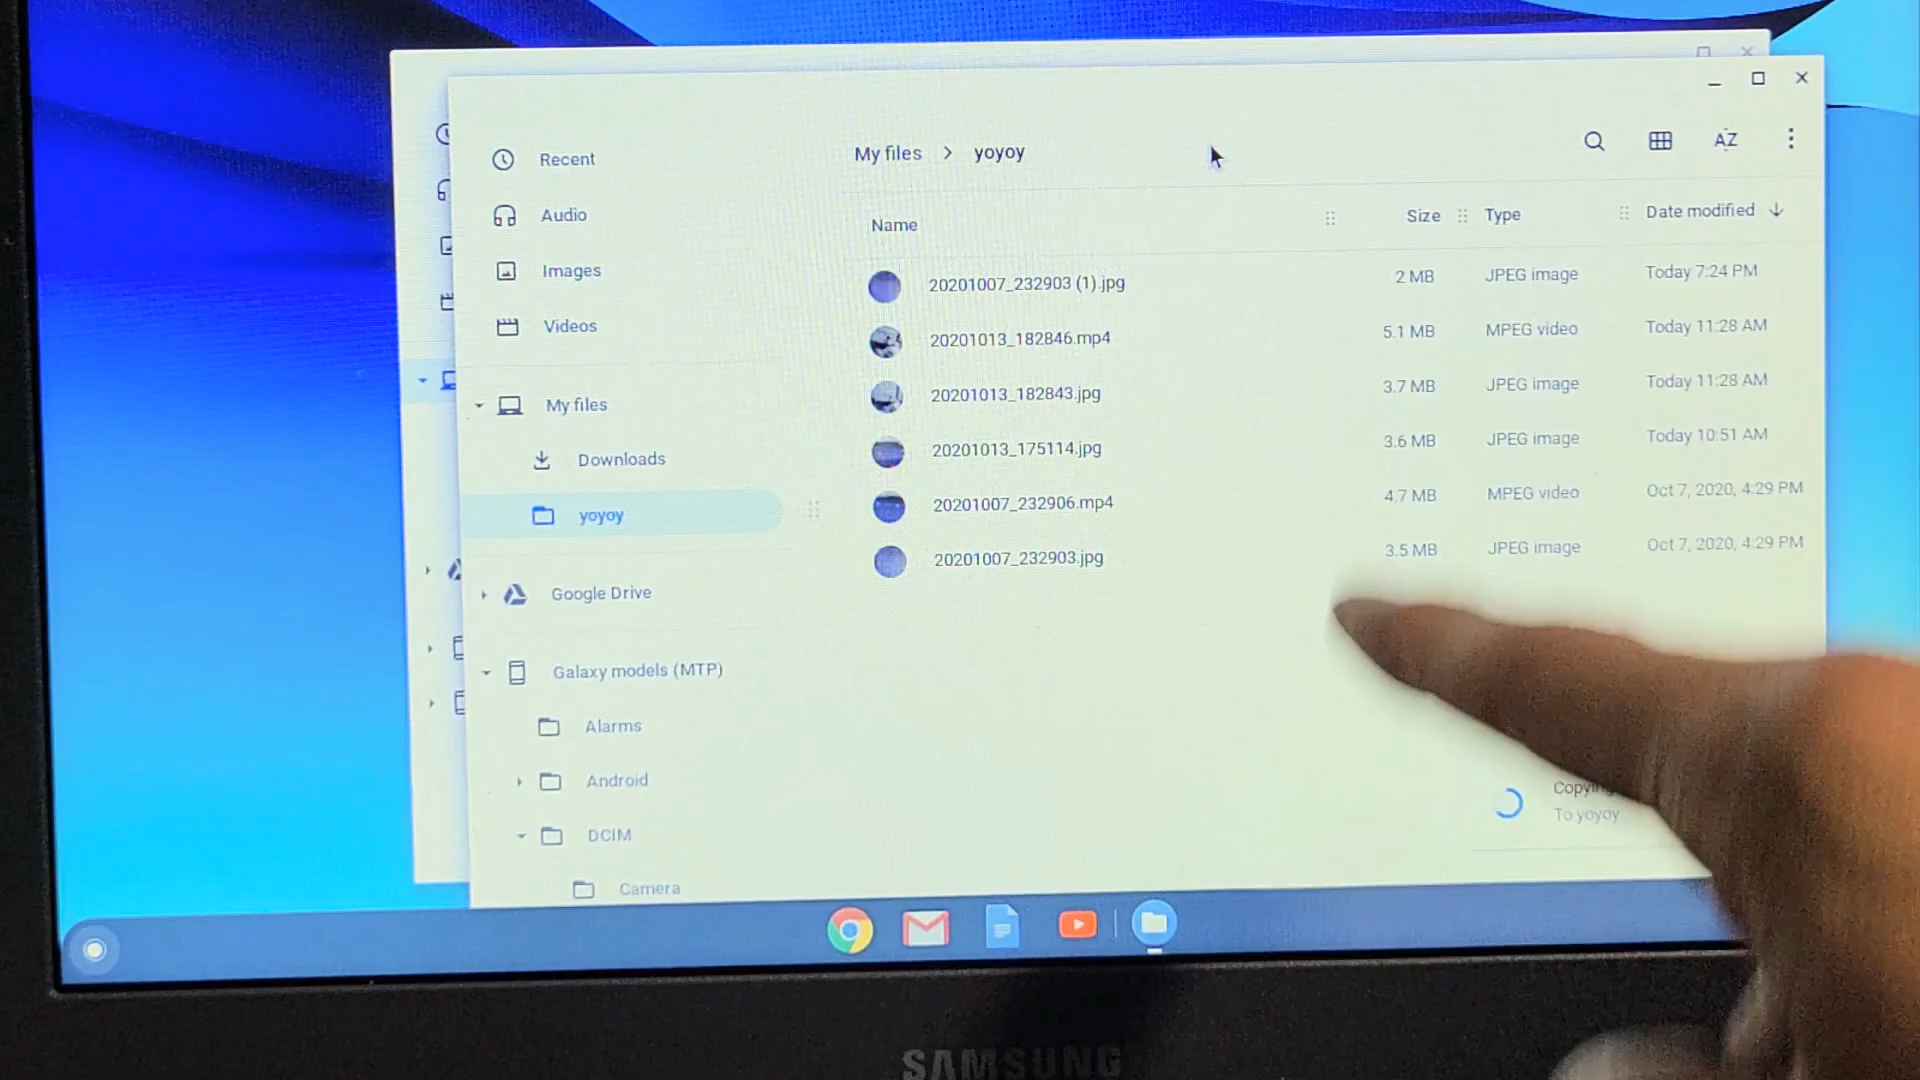 Recent
Audio
Images
Videos
My files
Downloads
yoyoy
Google Drive
Galaxy models (MTP)
Alarms
Android
DCIM
Camera
My files > yoyoy
AZ
Name Size Type Date modified
20201007_232903 (1).jpg 2 MB JPEG image Today 7:24 PM
20201013_182846.mp4 5.1 MB MPEG video Today 11:28 AM
20201013_182843.jpg 3.7 MB JPEG image Today 11:28 AM
20201013_175114.jpg 3.6 MB JPEG image Today 10:51 AM
20201007_232906.mp4 4.7 MB MPEG video Oct 7, 2020, 4:29 PM
20201007_232903.jpg 3.5 MB JPEG image Oct 7, 2020, 4:29 PM
To yoyoy
SAMSUNG